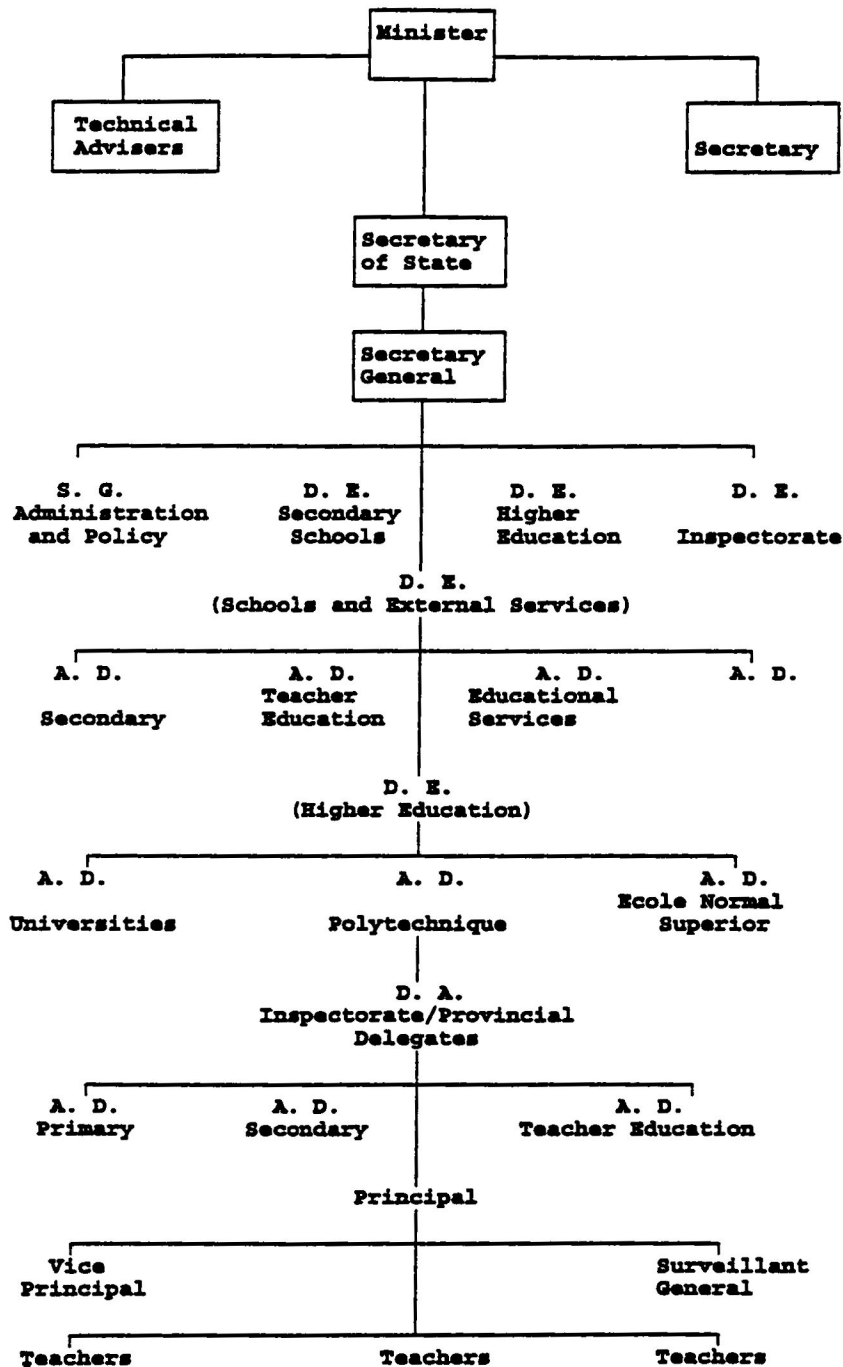 Minister
Technical
Advisers
Secretary
Secretary
of State
Secretary
General
S. G.
Administration
and Policy
D. E.
Secondary
Schools
D. E.
Higher
Education
D. E.
Inspectorate
D. E.
(Schools and External Services)
A. D.
Secondary
A. D.
Teacher
Education
A. D.
Educational
Services
A. D.
D. E.
(Higher Education)
A. D.
Universities
A. D.
Polytechnique
A. D.
Ecole Normal
Superior
D. A.
Inspectorate/Provincial
Delegates
A. D.
Primary
A. D.
Secondary
A. D.
Teacher Education
Principal
Vice
Principal
Surveillant
General
Teachers
Teachers
Teachers